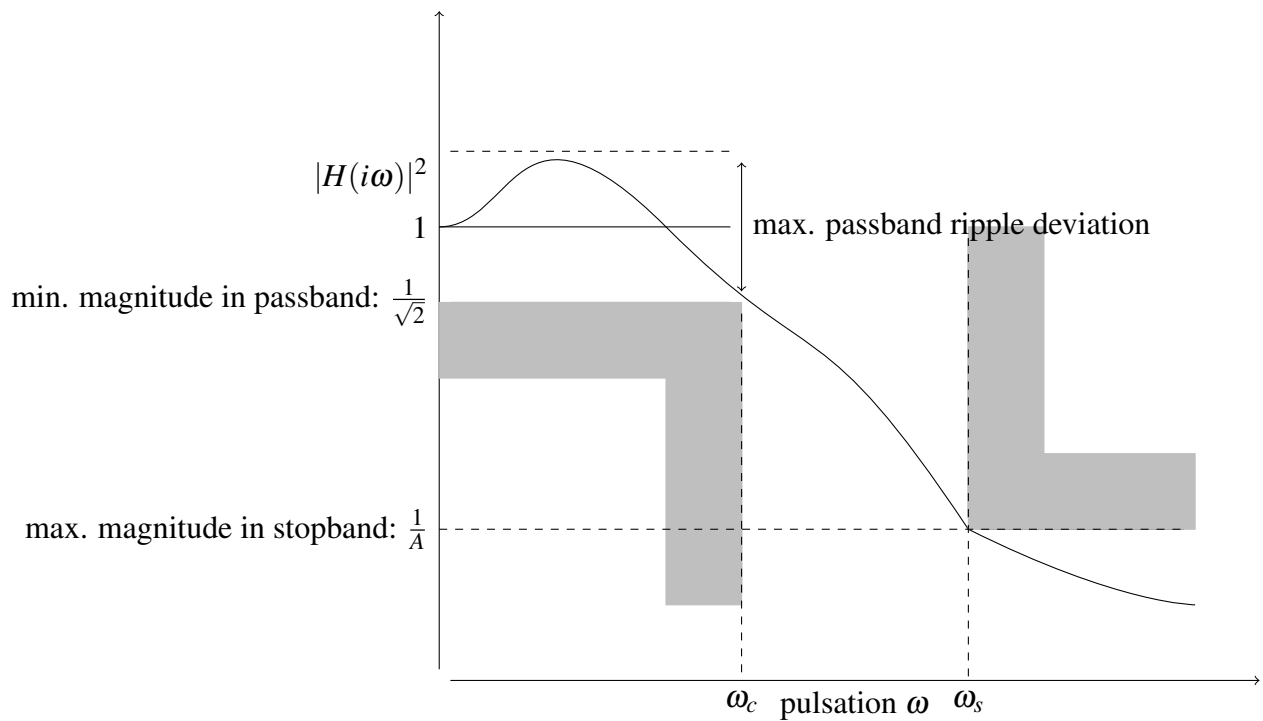 |H(iω)|²
1
max. passband ripple deviation
min. magnitude in passband: 1/√2
max. magnitude in stopband: 1/A
ω_c pulsation ω ω_s